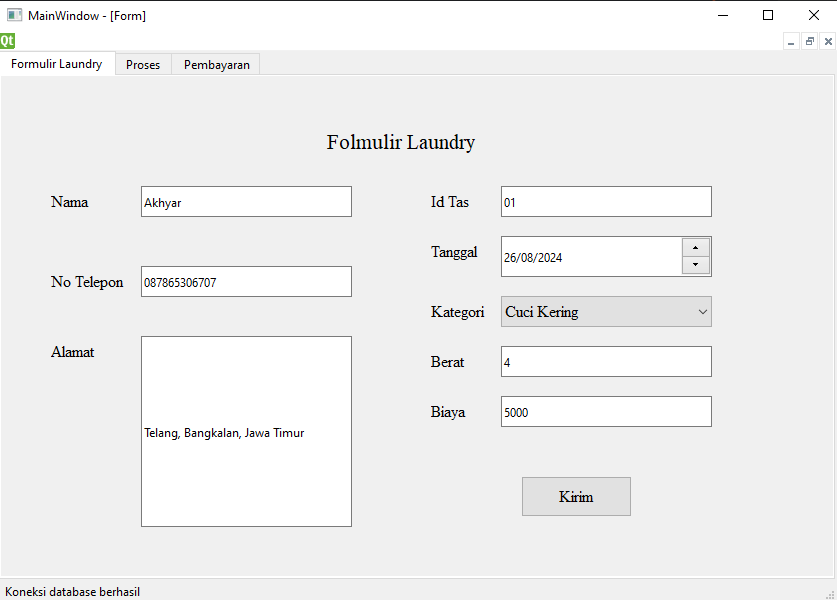 MainWindow - [Form]
Qt
Formulir Laundry
Proses
Pembayaran
Folmulir Laundry
Nama
Akhyar
No Telepon
087865306707
Alamat
Telang, Bangkalan, Jawa Timur
Id Tas
01
Tanggal
26/08/2024
Kategori
Cuci Kering
Berat
4
Biaya
5000
Kirim
Koneksi database berhasil